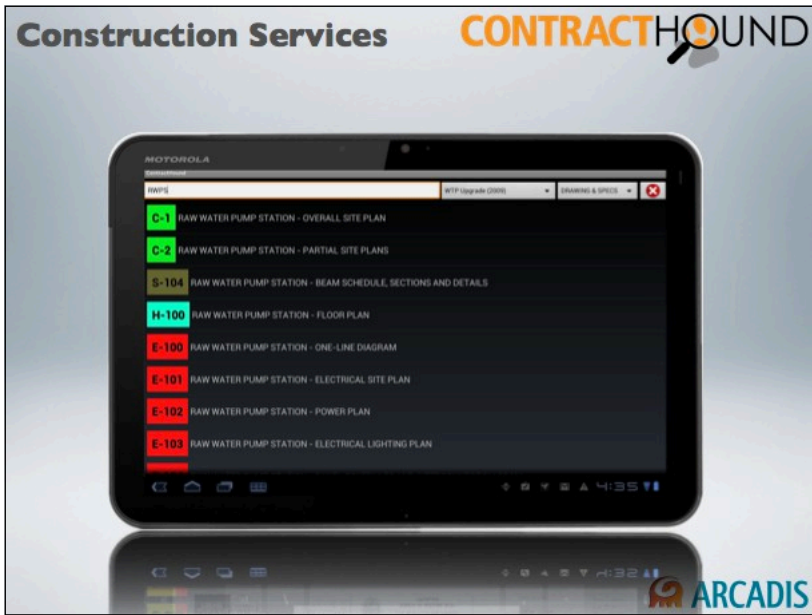 Construction Services
CONTRACTHOUND
MOTOROLA
ContractHound
RWPS
WTP Upgrade (2009)
DRAWING & SPECS
C-1 RAW WATER PUMP STATION - OVERALL SITE PLAN
C-2 RAW WATER PUMP STATION - PARTIAL SITE PLANS
S-104 RAW WATER PUMP STATION - BEAM SCHEDULE, SECTIONS AND DETAILS
H-100 RAW WATER PUMP STATION - FLOOR PLAN
E-100 RAW WATER PUMP STATION - ONE-LINE DIAGRAM
E-101 RAW WATER PUMP STATION - ELECTRICAL SITE PLAN
E-102 RAW WATER PUMP STATION - POWER PLAN
E-103 RAW WATER PUMP STATION - ELECTRICAL LIGHTING PLAN
4:35
ARCADIS